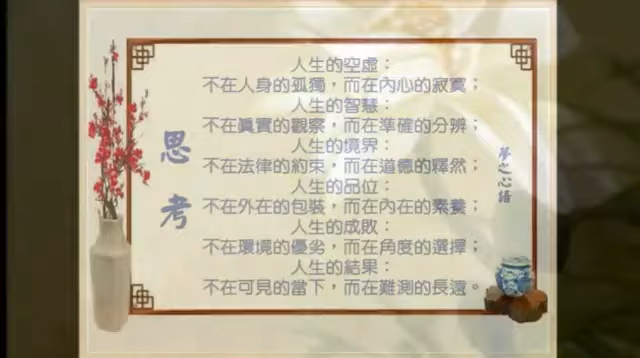 思考
人生的空虛：
不在人身的孤獨，而在內心的寂寞；
人生的智慧：
不在真實的觀察，而在準確的分辨；
人生的境界：
不在法律的約束，而在道德的釋然；
人生的品位：
不在外在的包裝，而在內在的素養；
人生的成敗：
不在環境的優劣，而在角度的選擇；
人生的結果：
不在可見的當下，而在難測的長遠。
夢之心語